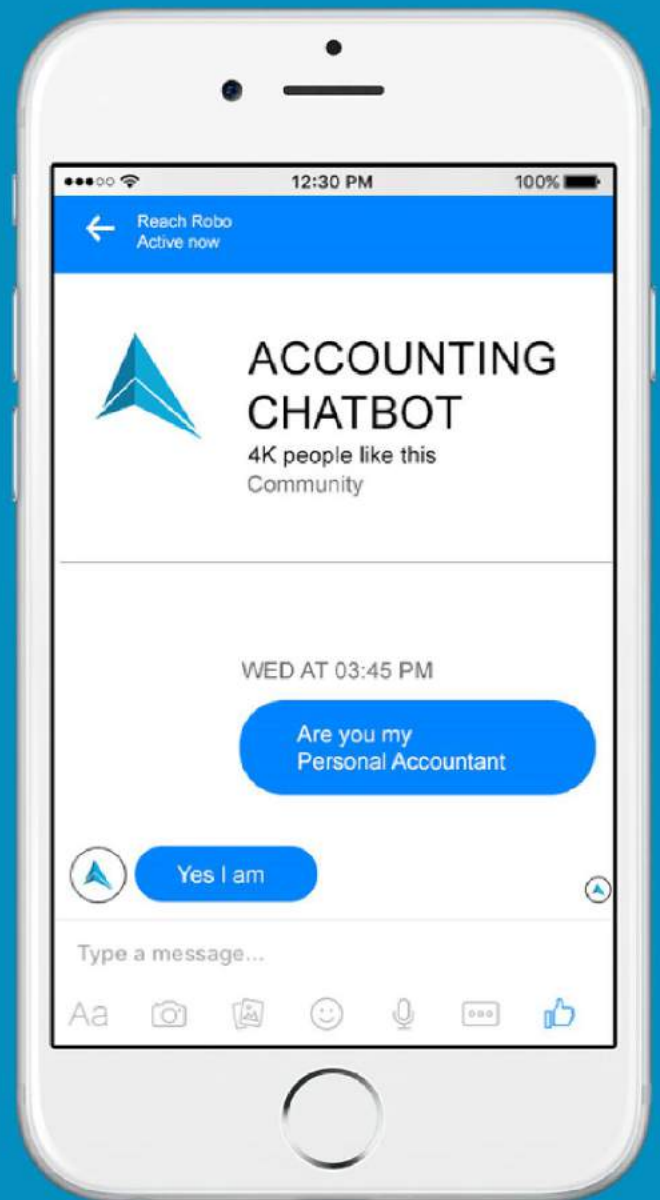 12:30 PM
100%
Reach Robo
Active now
ACCOUNTING
CHATBOT
4K people like this
Community
WED AT 03:45 PM
Are you my
Personal Accountant
Yes I am
Type a message...
Aa